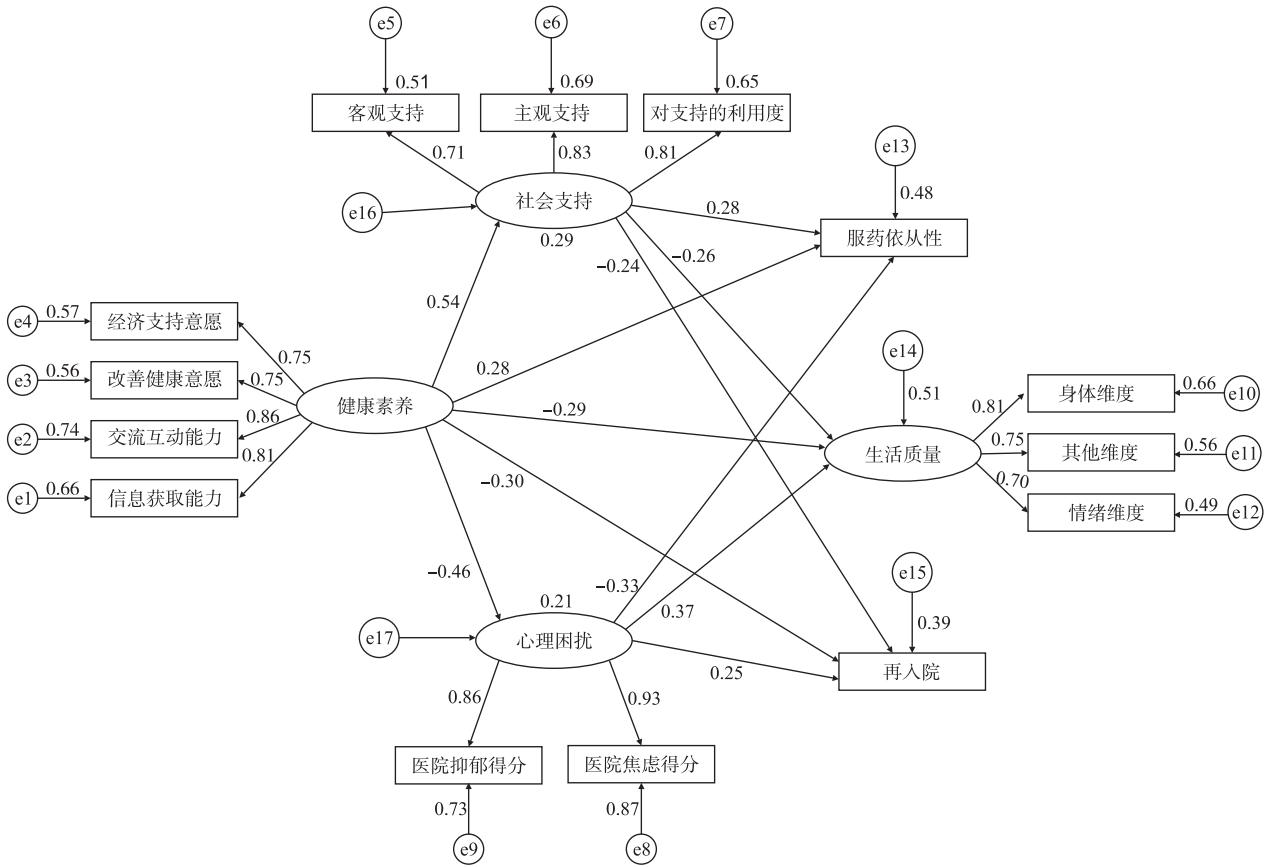 e5
e6
e7
0.51
0.69
0.65
客观支持
主观支持
对支持的利用度
0.71
0.83
0.81
e13
0.48
e16
社会支持
0.28
服药依从性
0.29
−0.24
−0.26
0.54
e4
0.57
经济支持意愿
0.75
0.28
e14
0.51
e3
0.56
改善健康意愿
0.75
健康素养
−0.29
0.81
身体维度
0.66
e10
e2
0.74
交流互动能力
0.86
生活质量
0.75
其他维度
0.56
e11
0.81
e1
0.66
信息获取能力
−0.30
0.70
情绪维度
0.49
e12
−0.46
−0.33
e15
0.21
0.37
0.39
e17
心理困扰
0.25
再入院
0.86
0.93
医院抑郁得分
医院焦虑得分
0.73
0.87
e9
e8